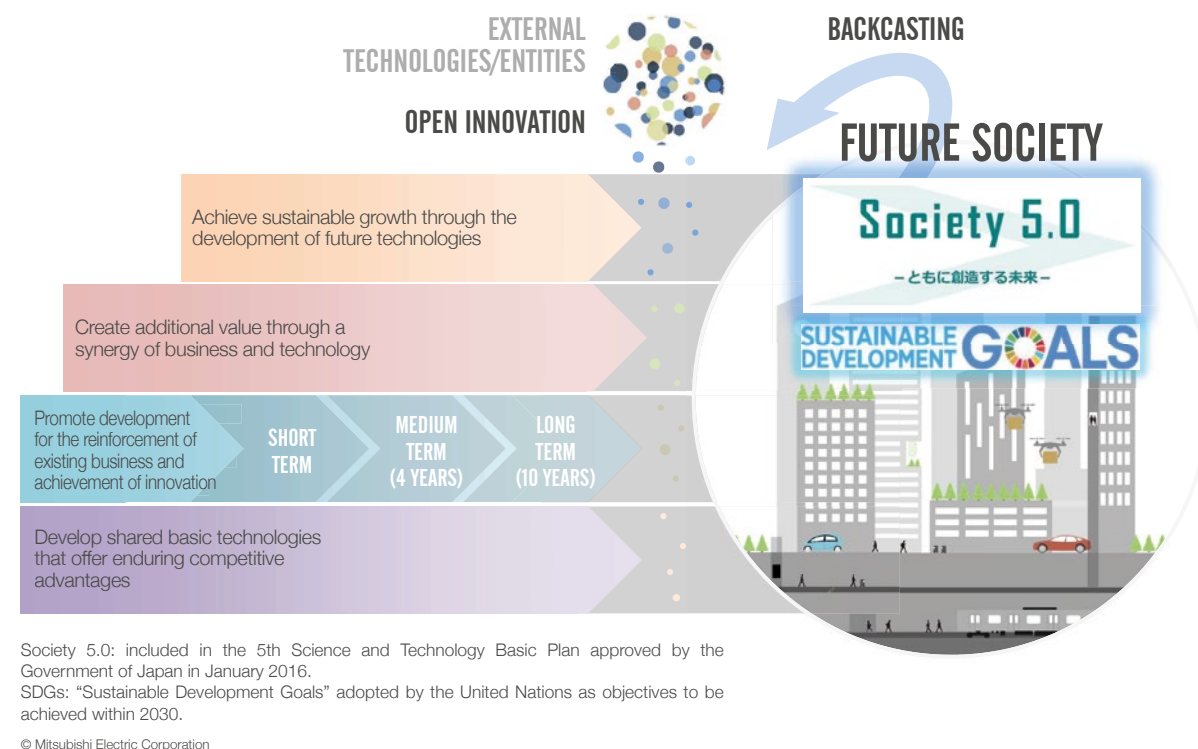 EXTERNAL
TECHNOLOGIES/ENTITIES
OPEN INNOVATION
BACKCASTING
FUTURE SOCIETY
Society 5.0
−ともに創造する未来−
SUSTAINABLE
DEVELOPMENT
GOALS
Achieve sustainable growth through the
development of future technologies
Create additional value through a
synergy of business and technology
Promote development
for the reinforcement of
existing business and
achievement of innovation
SHORT
TERM
MEDIUM
TERM
(4 YEARS)
LONG
TERM
(10 YEARS)
Develop shared basic technologies
that offer enduring competitive
advantages
Society 5.0: included in the 5th Science and Technology Basic Plan approved by the
Government of Japan in January 2016.
SDGs: “Sustainable Development Goals” adopted by the United Nations as objectives to be
achieved within 2030.
© Mitsubishi Electric Corporation